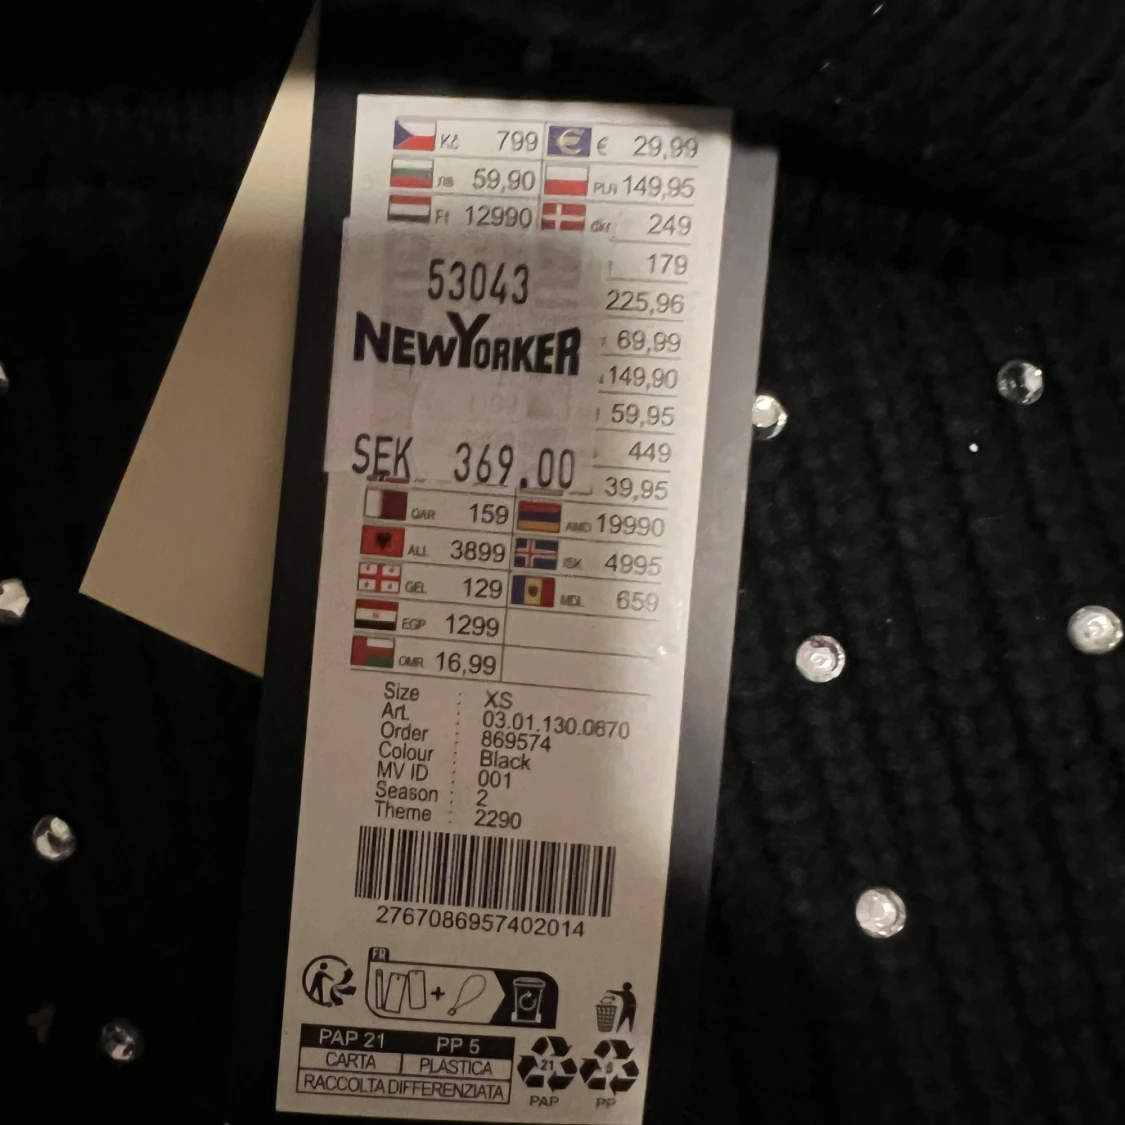 Kč 799 € 29,99
лв 59,90 PLN 149,95
Ft 12990 dkr 249
179
53043 225,96
NEWYORKER 69,99
149,90
59,95
SEK 369.00 449
39,95
QAR 159 AMD 19990
ALL 3899 ISK 4995
GEL 129 MDL 659
EGP 1299
OMR 16,99
Size : XS
Art. : 03.01.130.0870
Order : 869574
Colour : Black
MV ID : 001
Season : 2
Theme : 2290
2767086957402014
FR
+
PAP 21 PP 5
CARTA PLASTICA
RACCOLTA DIFFERENZIATA
21 5
PAP PP